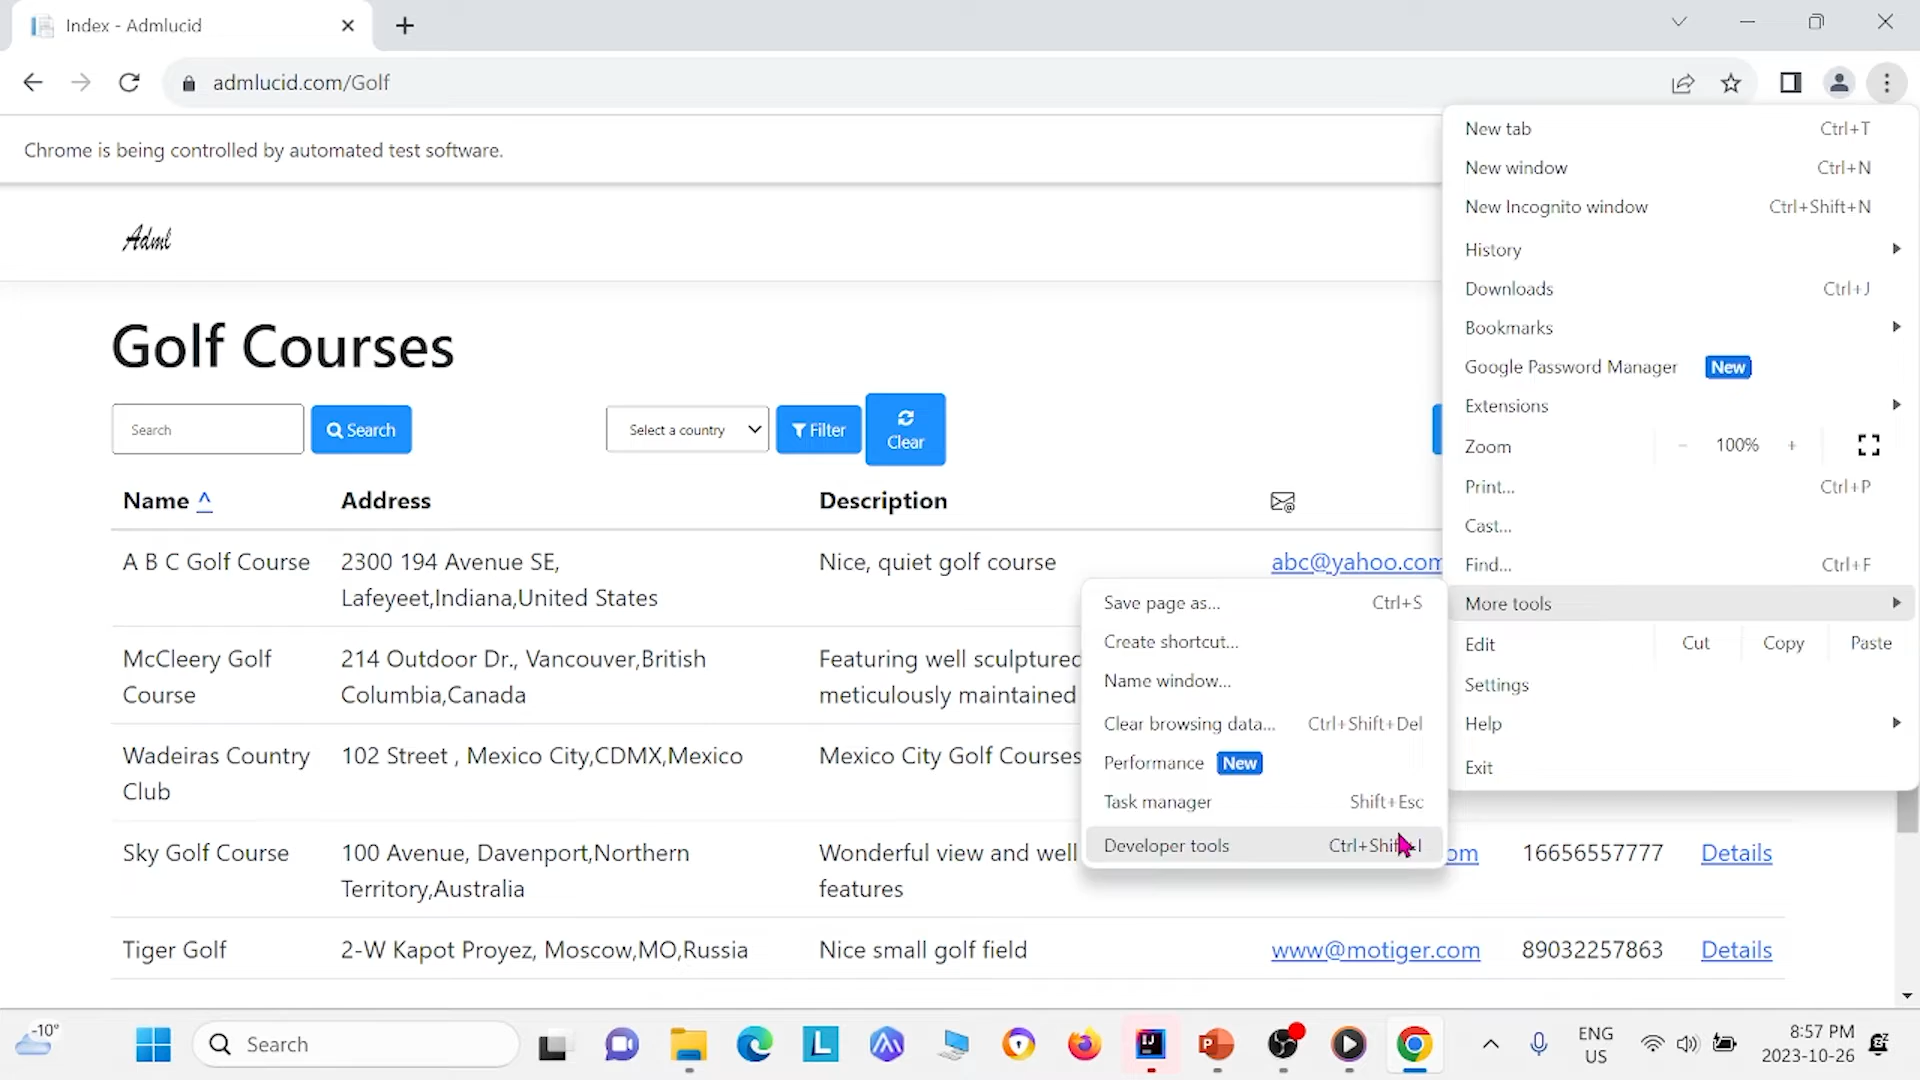 Index - Admlucid
admlucid.com/Golf
Chrome is being controlled by automated test software.
Adml
Golf Courses
Search
Search
Select a country
Filter
Clear
Name ^
Address
Description
A B C Golf Course
2300 194 Avenue SE,
Lafeyeet,Indiana,United States
Nice, quiet golf course
abc@yahoo.com
McCleery Golf
Course
214 Outdoor Dr., Vancouver,British
Columbia,Canada
Featuring well sculptured
meticulously maintained
Wadeiras Country
Club
102 Street , Mexico City,CDMX,Mexico
Mexico City Golf Courses
Sky Golf Course
100 Avenue, Davenport,Northern
Territory,Australia
Wonderful view and well
features
om
16656557777
Details
Tiger Golf
2-W Kapot Proyez, Moscow,MO,Russia
Nice small golf field
www@motiger.com
89032257863
Details
New tab Ctrl+T
New window Ctrl+N
New Incognito window Ctrl+Shift+N
History
Downloads Ctrl+J
Bookmarks
Google Password Manager New
Extensions
Zoom - 100% +
Print... Ctrl+P
Cast...
Find... Ctrl+F
More tools
Edit Cut Copy Paste
Settings
Help
Exit
Save page as... Ctrl+S
Create shortcut...
Name window...
Clear browsing data... Ctrl+Shift+Del
Performance New
Task manager Shift+Esc
Developer tools Ctrl+Shif I
-10°
Search
L
IJ
P
ENG
US
8:57 PM
2023-10-26